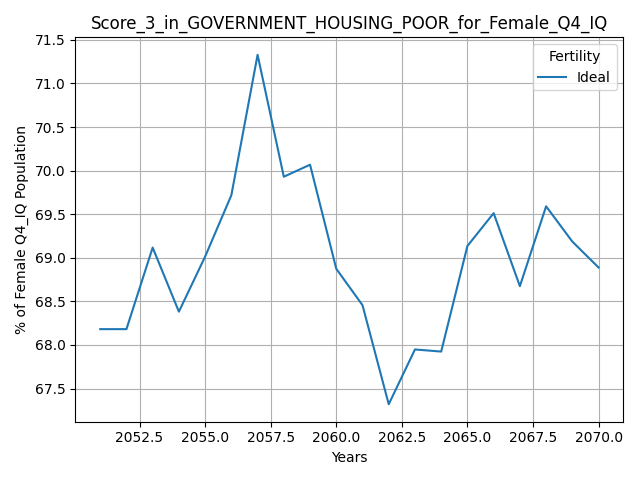 Score_3_in_GOVERNMENT_HOUSING_POOR_for_Female_Q4_IQ
Fertility
Ideal
% of Female Q4_IQ Population
71.5
71.0
70.5
70.0
69.5
69.0
68.5
68.0
67.5
2052.5 2055.0 2057.5 2060.0 2062.5 2065.0 2067.5 2070.0
Years